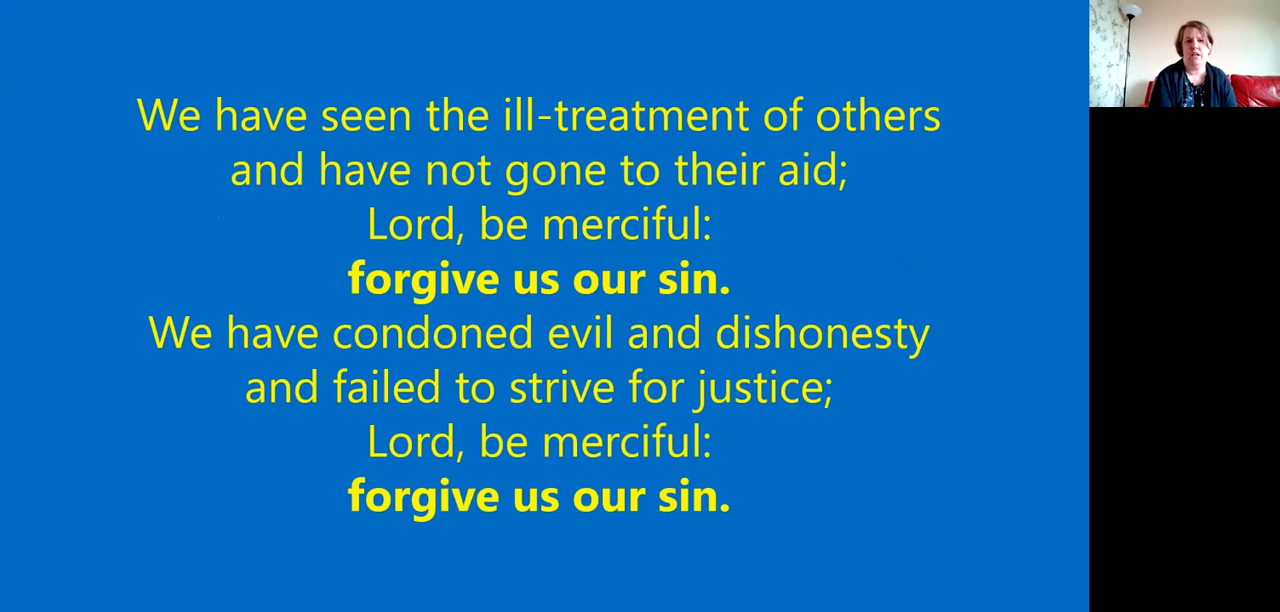 We have seen the ill-treatment of others
and have not gone to their aid;
Lord, be merciful:
forgive us our sin.
We have condoned evil and dishonesty
and failed to strive for justice;
Lord, be merciful:
forgive us our sin.